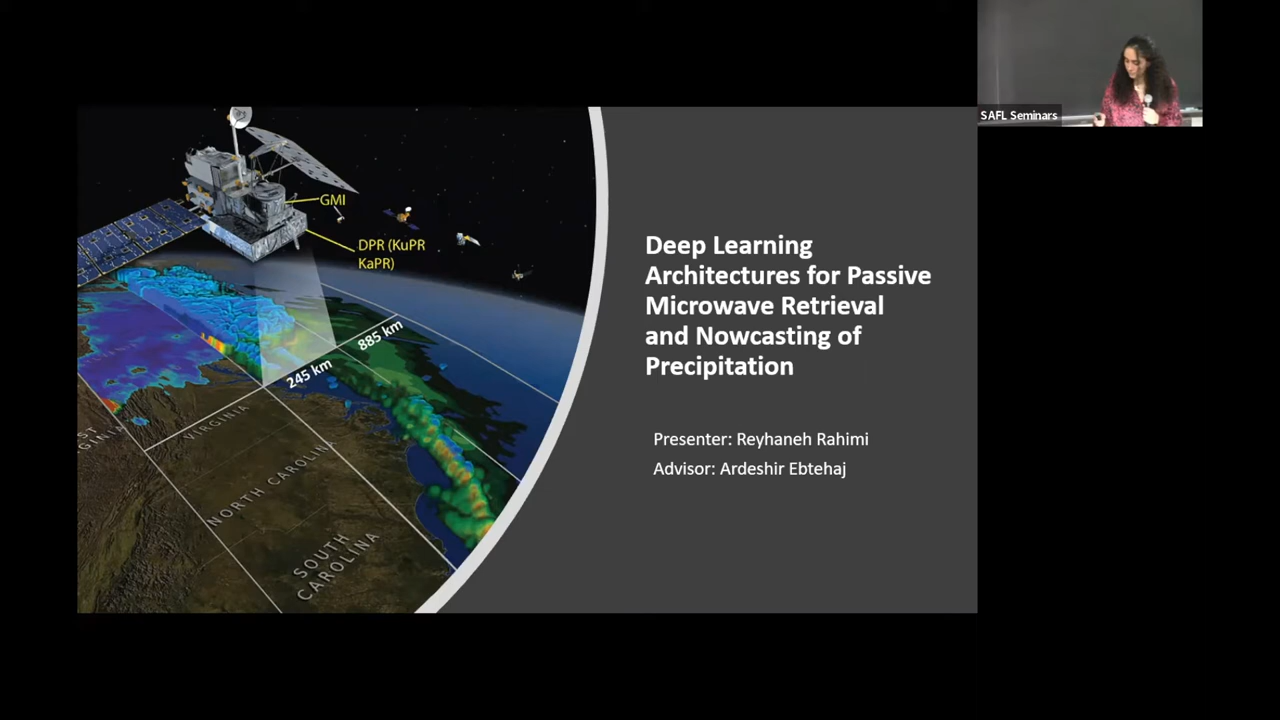 SAFL Seminars
GMI
DPR (KuPR
KaPR)
885 km
245 km
VIRGINIA
NORTH CAROLINA
SOUTH
CAROLINA
Deep Learning
Architectures for Passive
Microwave Retrieval
and Nowcasting of
Precipitation
Presenter: Reyhaneh Rahimi
Advisor: Ardeshir Ebtehaj